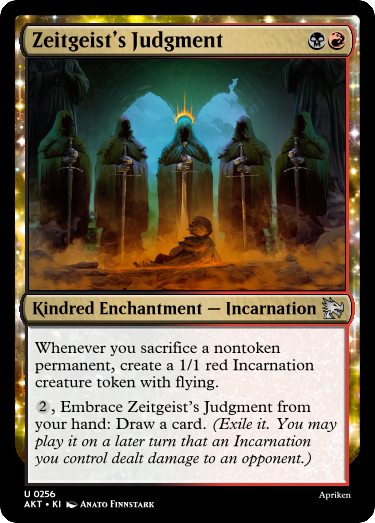 Zeitgeist's Judgment
Kindred Enchantment — Incarnation
Whenever you sacrifice a nontoken
permanent, create a 1/1 red Incarnation
creature token with flying.
2, Embrace Zeitgeist's Judgment from
your hand: Draw a card. (Exile it. You may
play it on a later turn that an Incarnation
you control dealt damage to an opponent.)
U 0256
Apriken
AKT • KI Anato Finnstark